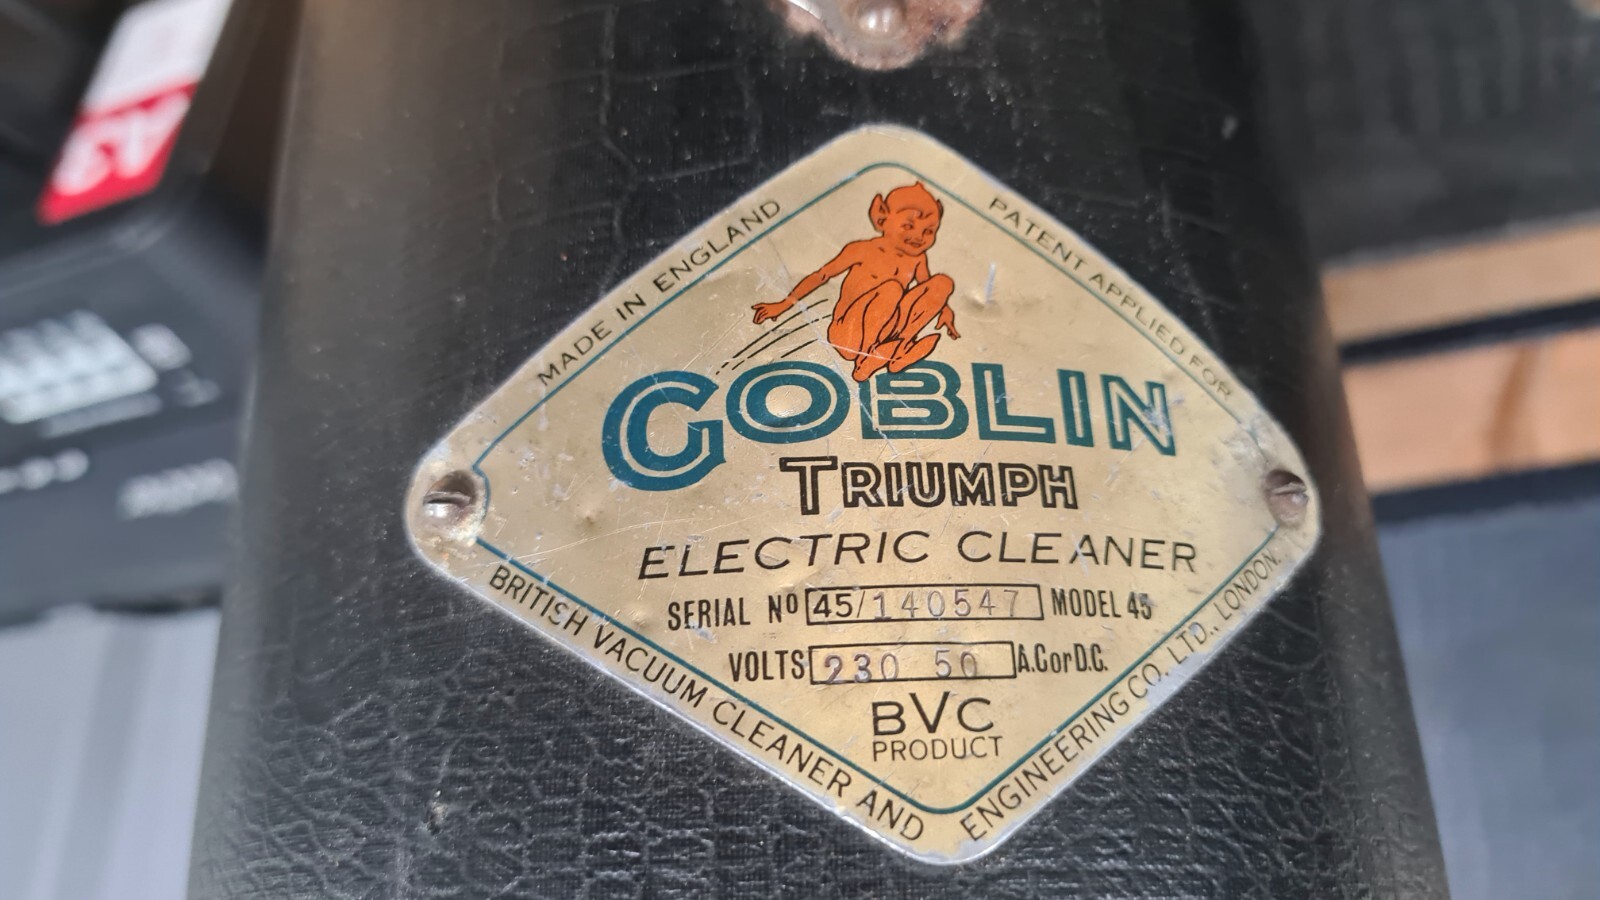 A3
MADE IN ENGLAND
PATENT APPLIED FOR
GOBLIN
TRIUMPH
ELECTRIC CLEANER
SERIAL Nº 45/140547 MODEL 45
VOLTS 230 50 A.C or D.C.
BVC
PRODUCT
BRITISH VACUUM CLEANER AND
ENGINEERING CO. LTD., LONDON.